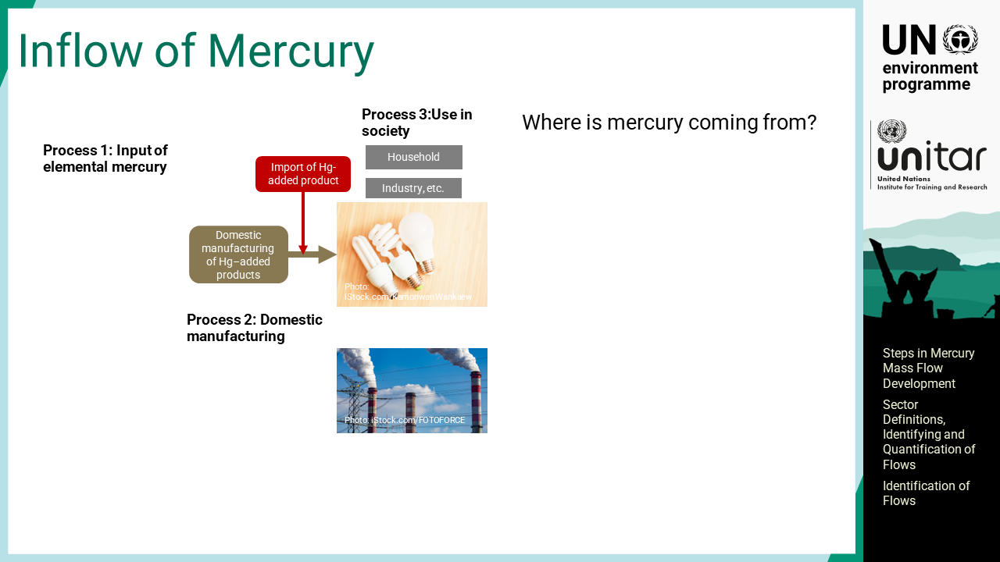 Inflow of Mercury
Process 1: Input of
elemental mercury
Process 3:Use in
society
Household
Industry, etc.
Import of Hg-
added product
Domestic
manufacturing
of Hg–added
products
Photo:
iStock.com/KamonwanWankaew
Process 2: Domestic
manufacturing
Photo: iStock.com/FOTOFORCE
Where is mercury coming from?
UN
environment
programme
unitar
United Nations
Institute for Training and Research
Steps in Mercury
Mass Flow
Development
Sector
Definitions,
Identifying and
Quantification of
Flows
Identification of
Flows